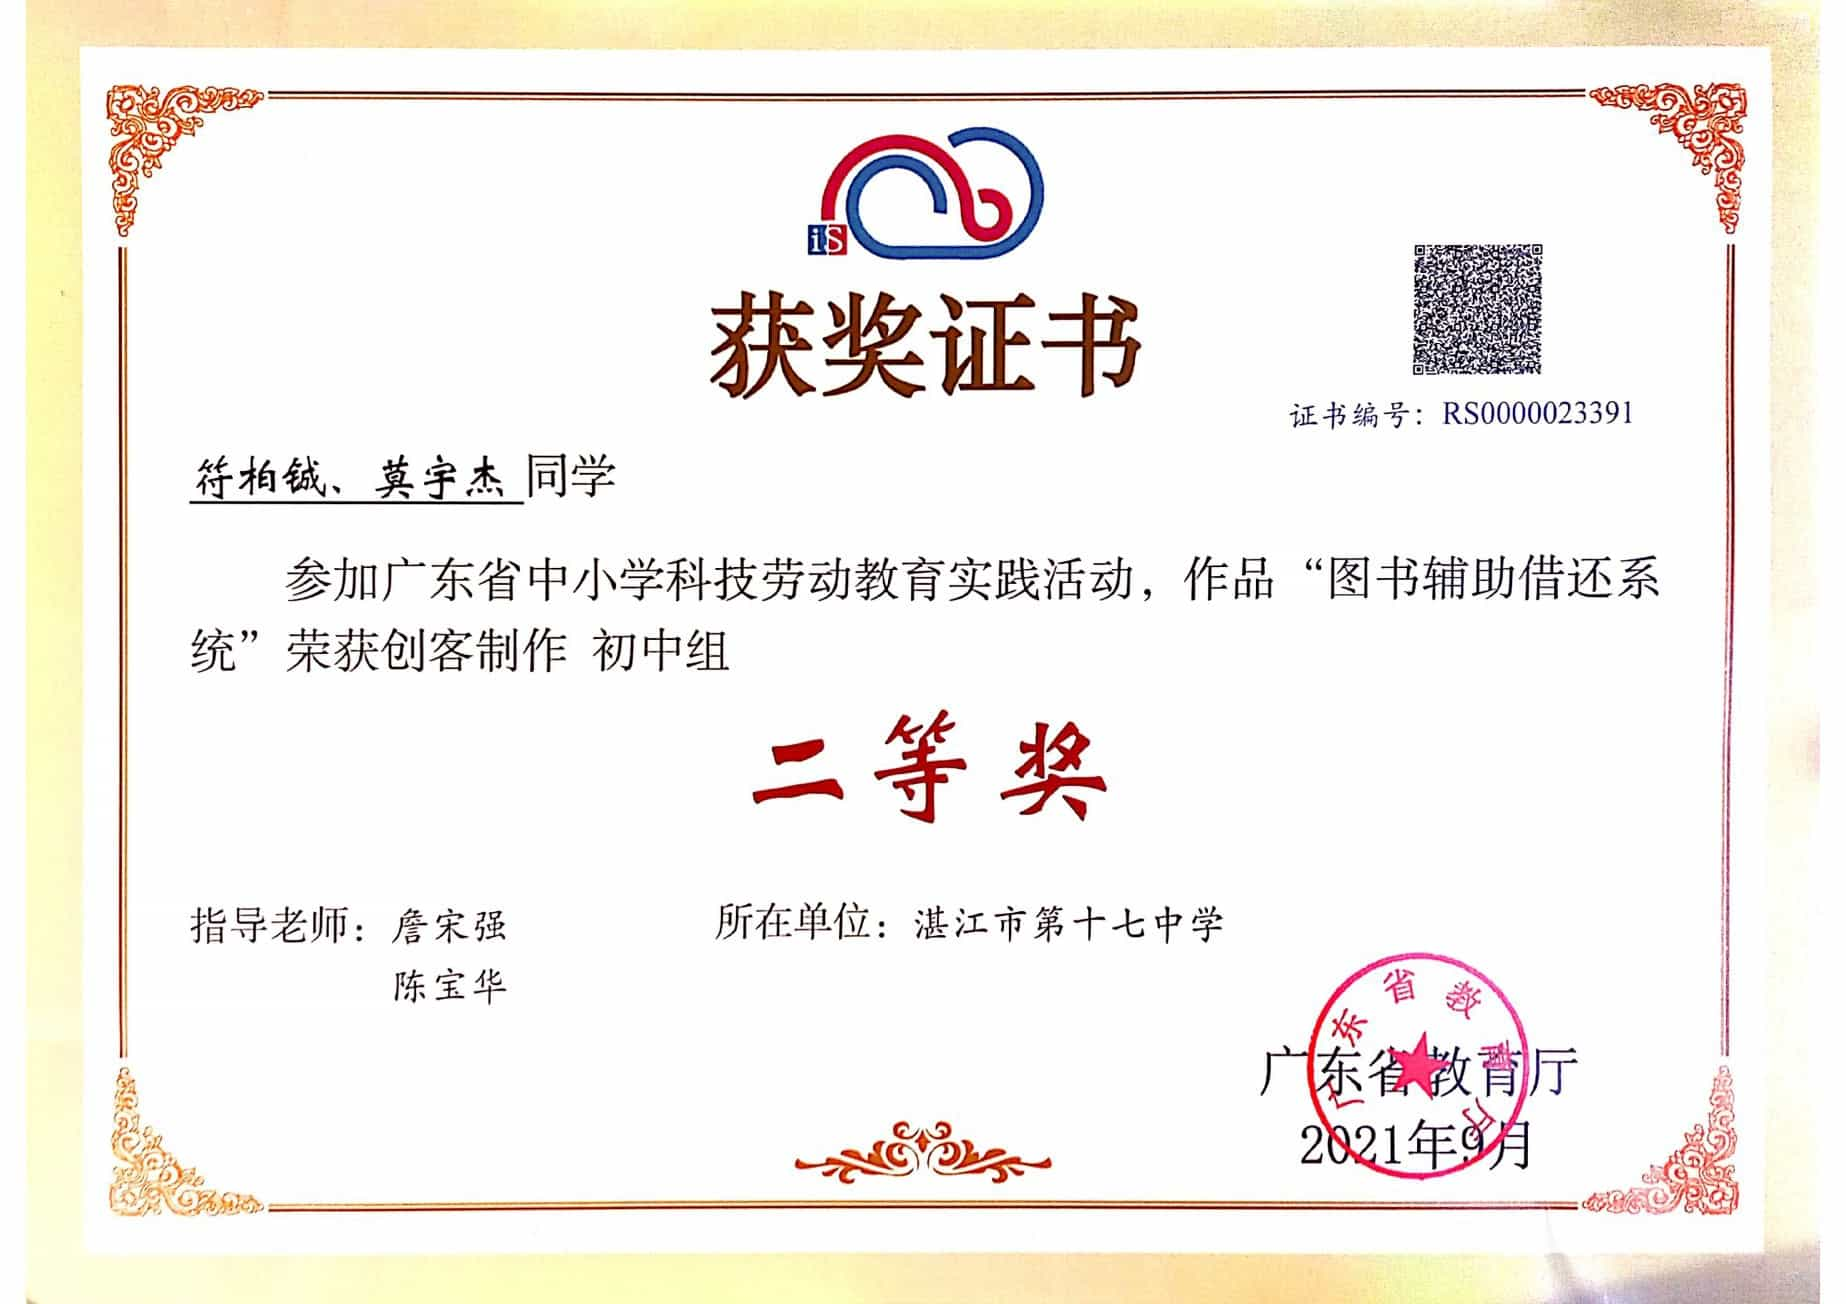 iS
获奖证书
证书编号：RS0000023391
符柏铖、莫宇杰 同学
参加广东省中小学科技劳动教育实践活动，作品“图书辅助借还系
统”荣获创客制作 初中组
二等奖
指导老师：詹宋强 所在单位：湛江市第十七中学
陈宝华
广东省教育厅
广东省教育厅
2021年9月